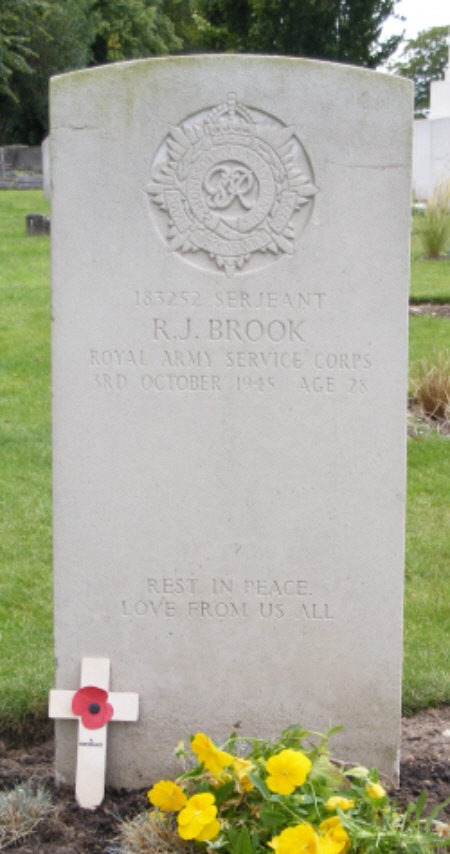 183252 SERJEANT
R.J. BROOK
ROYAL ARMY SERVICE CORPS
3RD OCTOBER 1945 AGE 28
REST IN PEACE.
LOVE FROM US ALL